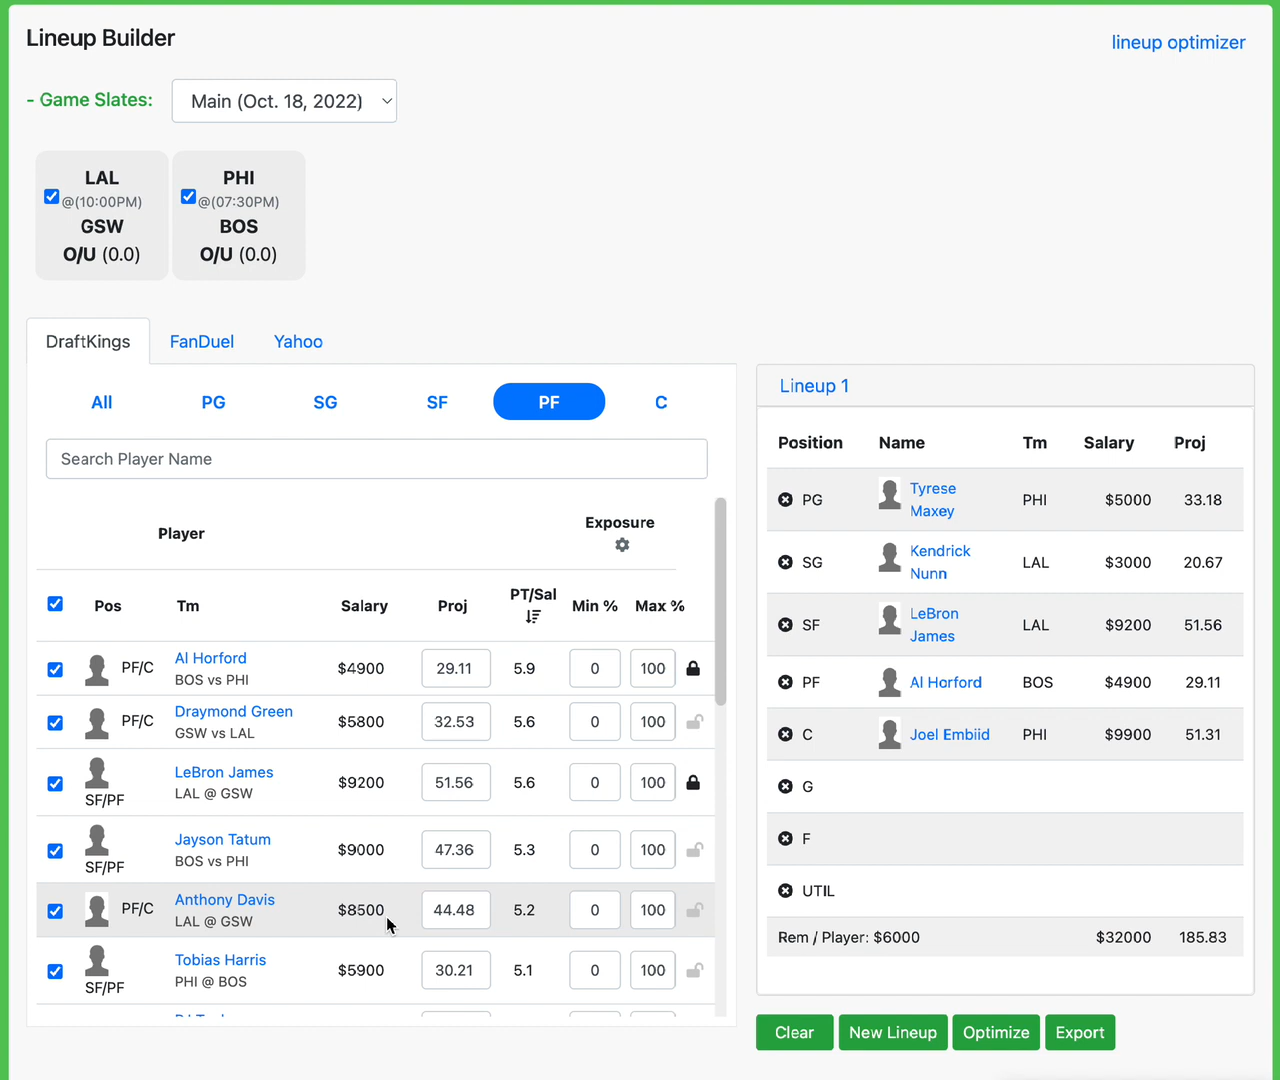 Lineup Builder
lineup optimizer
- Game Slates:
Main (Oct. 18, 2022)
LAL
@(10:00PM)
GSW
O/U (0.0)
PHI
@(07:30PM)
BOS
O/U (0.0)
DraftKings FanDuel Yahoo
All PG SG SF PF C
Search Player Name
Player Exposure
Pos Tm Salary Proj PT/Sal Min % Max %
PF/C Al Horford $4900 29.11 5.9 0 100
BOS vs PHI
PF/C Draymond Green $5800 32.53 5.6 0 100
GSW vs LAL
SF/PF LeBron James $9200 51.56 5.6 0 100
LAL @ GSW
SF/PF Jayson Tatum $9000 47.36 5.3 0 100
BOS vs PHI
PF/C Anthony Davis $8500 44.48 5.2 0 100
LAL @ GSW
SF/PF Tobias Harris $5900 30.21 5.1 0 100
PHI @ BOS
Lineup 1
Position Name Tm Salary Proj
PG Tyrese Maxey PHI $5000 33.18
SG Kendrick Nunn LAL $3000 20.67
SF LeBron James LAL $9200 51.56
PF Al Horford BOS $4900 29.11
C Joel Embiid PHI $9900 51.31
G
F
UTIL
Rem / Player: $6000 $32000 185.83
Clear New Lineup Optimize Export